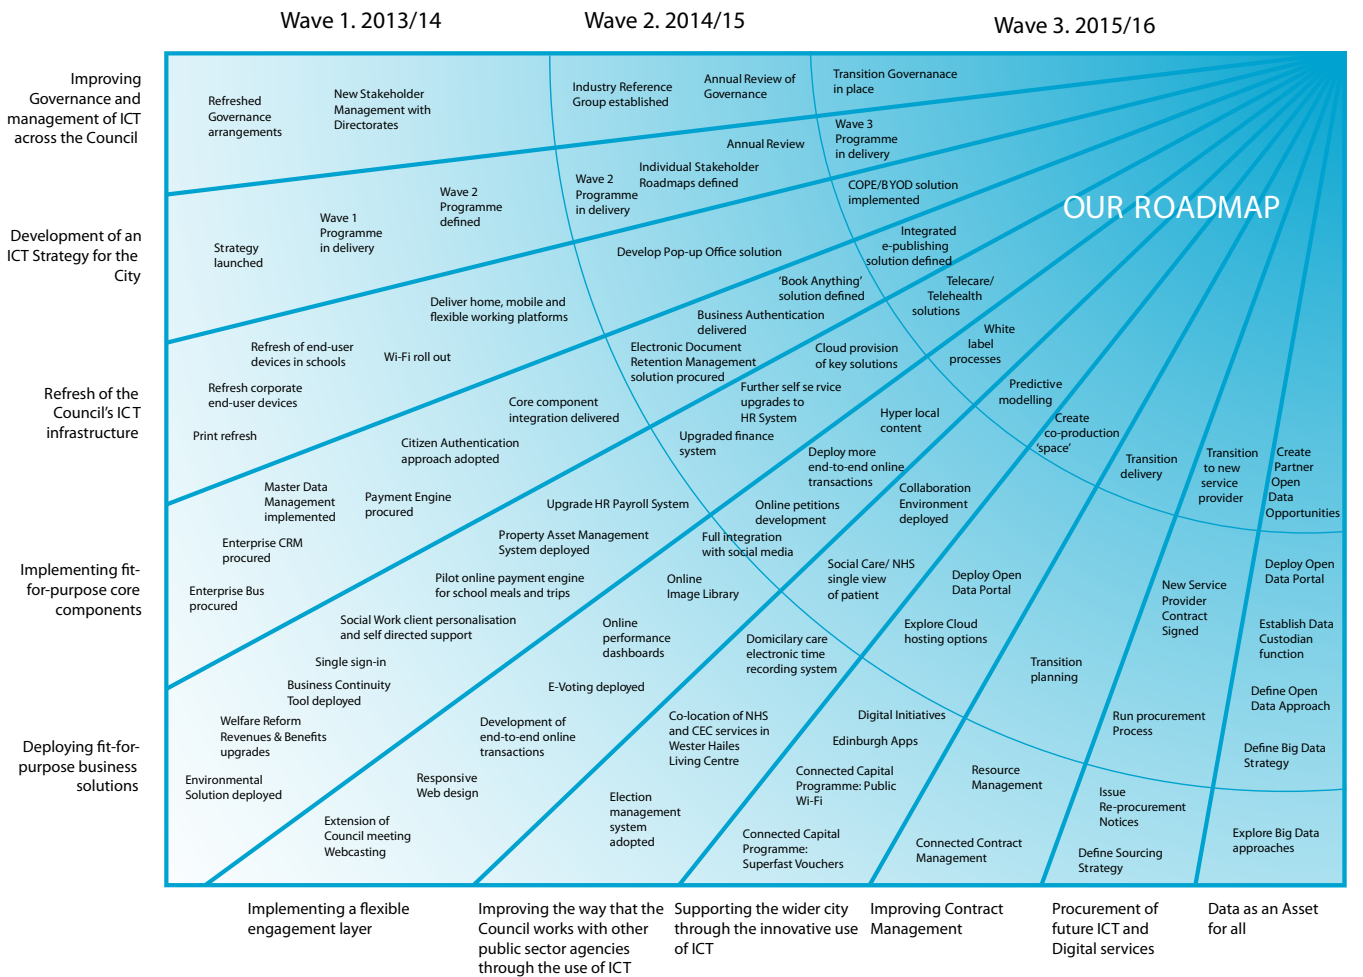 Wave 1. 2013/14
Wave 2. 2014/15
Wave 3. 2015/16
Improving
Governance and
management of ICT
across the Council
Refreshed
Governance
arrangements
New Stakeholder
Management with
Directorates
Industry Reference
Group established
Annual Review of
Governance
Transition Governanace
in place
Development of an
ICT Strategy for the
City
Strategy
launched
Wave 1
Programme
in delivery
Wave 2
Programme
defined
Wave 2
Programme
in delivery
Individual Stakeholder
Roadmaps defined
Annual Review
Wave 3
Programme
in delivery
OUR ROADMAP
Refresh of the
Council's ICT
infrastructure
Print refresh
Refresh corporate
end-user devices
Refresh of end-user
devices in schools
Wi-Fi roll out
Deliver home, mobile and
flexible working platforms
Develop Pop-up Office solution
COPE/BYOD solution
implemented
Implementing fit-
for-purpose core
components
Enterprise Bus
procured
Enterprise CRM
procured
Master Data
Management
implemented
Payment Engine
procured
Citizen Authentication
approach adopted
Core component
integration delivered
Electronic Document
Retention Management
solution procured
Business Authentication
delivered
'Book Anything'
solution defined
Integrated
e-publishing
solution defined
Deploying fit-for-
purpose business
solutions
Environmental
Solution deployed
Welfare Reform
Revenues & Benefits
upgrades
Business Continuity
Tool deployed
Single sign-in
Social Work client personalisation
and self directed support
Pilot online payment engine
for school meals and trips
Property Asset Management
System deployed
Upgrade HR Payroll System
Upgraded finance
system
Further self se rvice
upgrades to
HR System
Cloud provision
of key solutions
Telecare/
Telehealth
solutions
Extension of
Council meeting
Webcasting
Responsive
Web design
Development of
end-to-end online
transactions
E-Voting deployed
Online
performance
dashboards
Online
Image Library
Full integration
with social media
Online petitions
development
Deploy more
end-to-end online
transactions
Hyper local
content
White
label
processes
Election
management
system
adopted
Co-location of NHS
and CEC services in
Wester Hailes
Living Centre
Domicilary care
electronic time
recording system
Social Care/ NHS
single view
of patient
Collaboration
Environment
deployed
Predictive
modelling
Connected Capital
Programme:
Superfast Vouchers
Connected Capital
Programme: Public
Wi-Fi
Edinburgh Apps
Digital Initiatives
Explore Cloud
hosting options
Deploy Open
Data Portal
Create
co-production
'space'
Connected Contract
Management
Resource
Management
Transition
planning
Transition
delivery
Define Sourcing
Strategy
Issue
Re-procurement
Notices
Run procurement
Process
New Service
Provider
Contract
Signed
Transition
to new
service
provider
Explore Big Data
approaches
Define Big Data
Strategy
Define Open
Data Approach
Establish Data
Custodian
function
Deploy Open
Data Portal
Create
Partner
Open
Data
Opportunities
Implementing a flexible
engagement layer
Improving the way that the
Council works with other
public sector agencies
through the use of ICT
Supporting the wider city
through the innovative use
of ICT
Improving Contract
Management
Procurement of
future ICT and
Digital services
Data as an Asset
for all